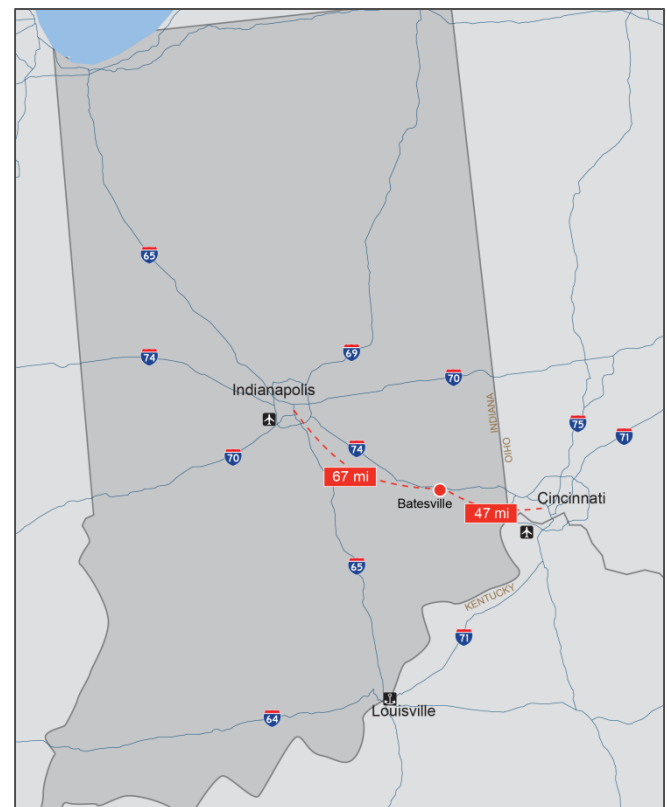 65
74
69
70
Indianapolis
INDIANA
OHIO
75
71
70
74
67 mi
Batesville
47 mi
Cincinnati
65
KENTUCKY
71
64
Louisville